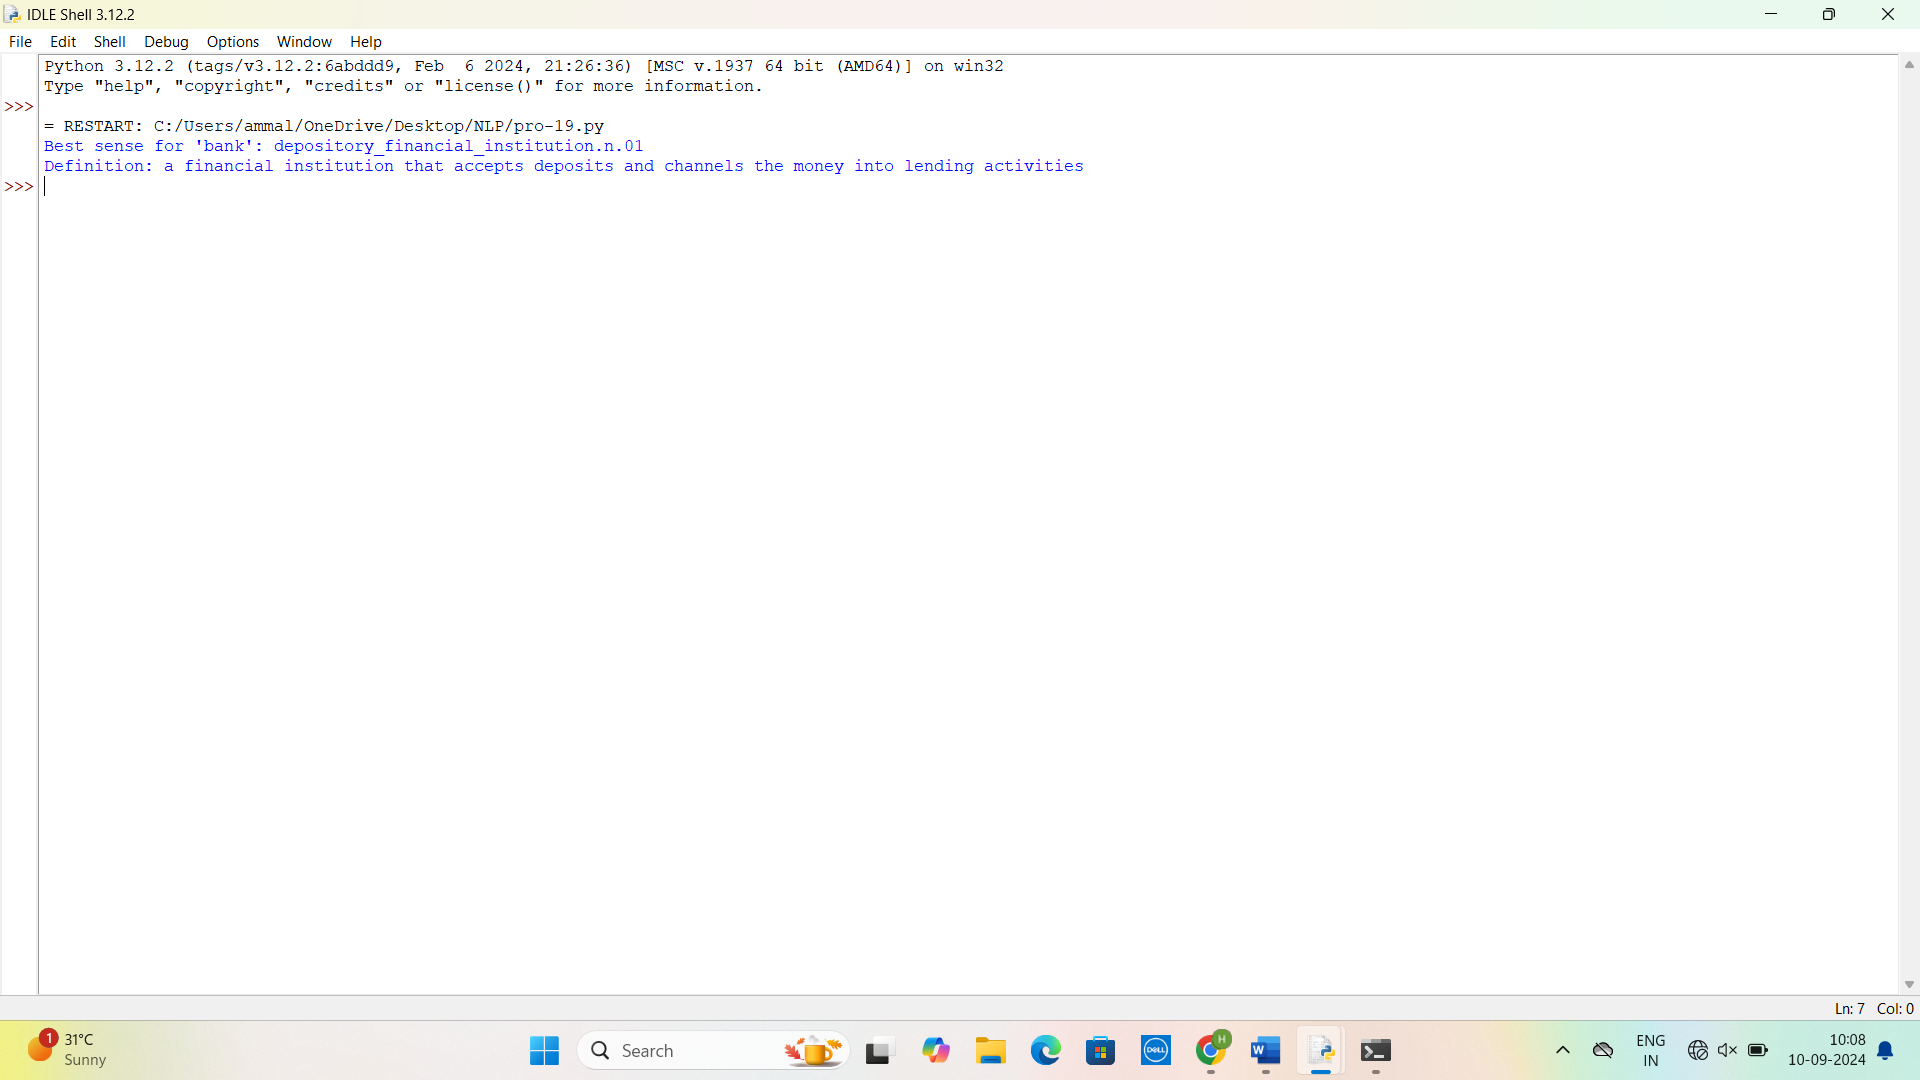 IDLE Shell 3.12.2
File Edit Shell Debug Options Window Help
Python 3.12.2 (tags/v3.12.2:6abddd9, Feb  6 2024, 21:26:36) [MSC v.1937 64 bit (AMD64)] on win32
Type "help", "copyright", "credits" or "license()" for more information.
>>>
= RESTART: C:/Users/ammal/OneDrive/Desktop/NLP/pro-19.py
Best sense for 'bank': depository_financial_institution.n.01
Definition: a financial institution that accepts deposits and channels the money into lending activities
>>>
Ln: 7 Col: 0
1
31°C
Sunny
Search
DELL
H
W
ENG
IN
10:08
10-09-2024